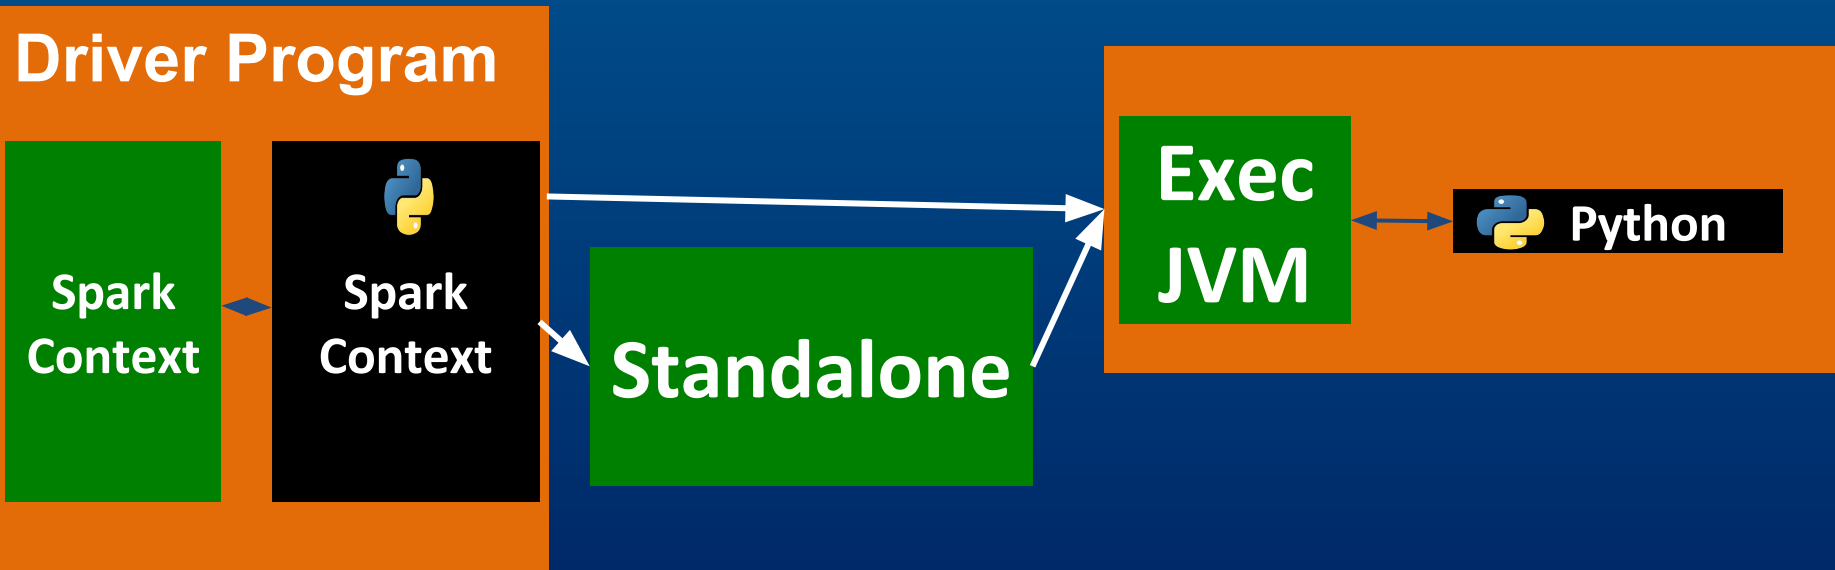 Driver Program
Spark
Context
Spark
Context
Standalone
Exec
JVM
Python